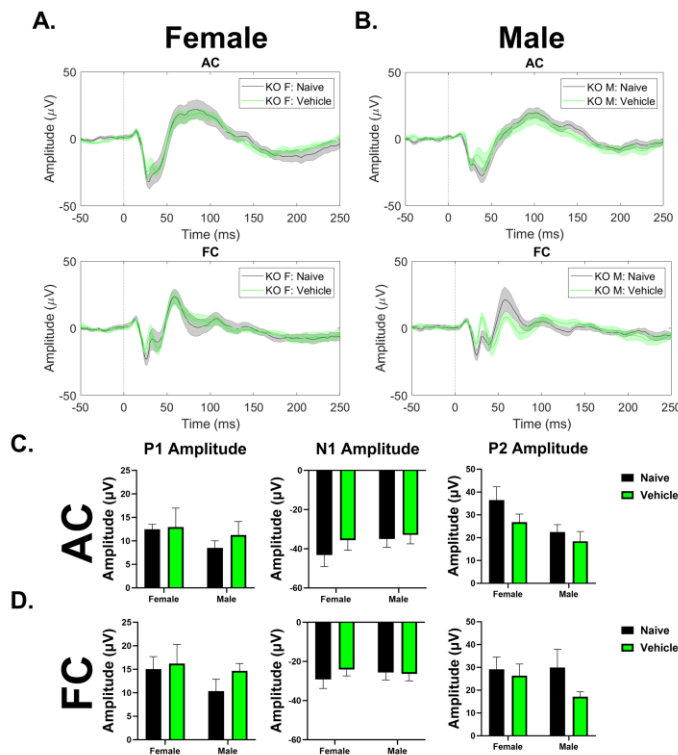 A. Female B. Male
AC AC
50 50
KO F: Naive KO M: Naive
KO F: Vehicle KO M: Vehicle
Amplitude (μV) Amplitude (μV)
0 0
-50 -50
-50 0 50 100 150 200 250 -50 0 50 100 150 200 250
Time (ms) Time (ms)
FC FC
50 50
KO F: Naive KO M: Naive
KO F: Vehicle KO M: Vehicle
Amplitude (μV) Amplitude (μV)
0 0
-50 -50
-50 0 50 100 150 200 250 -50 0 50 100 150 200 250
Time (ms) Time (ms)
C.
P1 Amplitude N1 Amplitude P2 Amplitude
AC
Amplitude (μV) Amplitude (μV) Amplitude (μV)
25 0 50
20 -20 40
15 -40 30
10 -60 20
5 10
0 0
Female Male Female Male Female Male
Naive
Vehicle
D.
FC
Amplitude (μV) Amplitude (μV) Amplitude (μV)
25 0 50
20 -20 40
15 -40 30
10 -60 20
5 10
0 0
Female Male Female Male Female Male
Naive
Vehicle